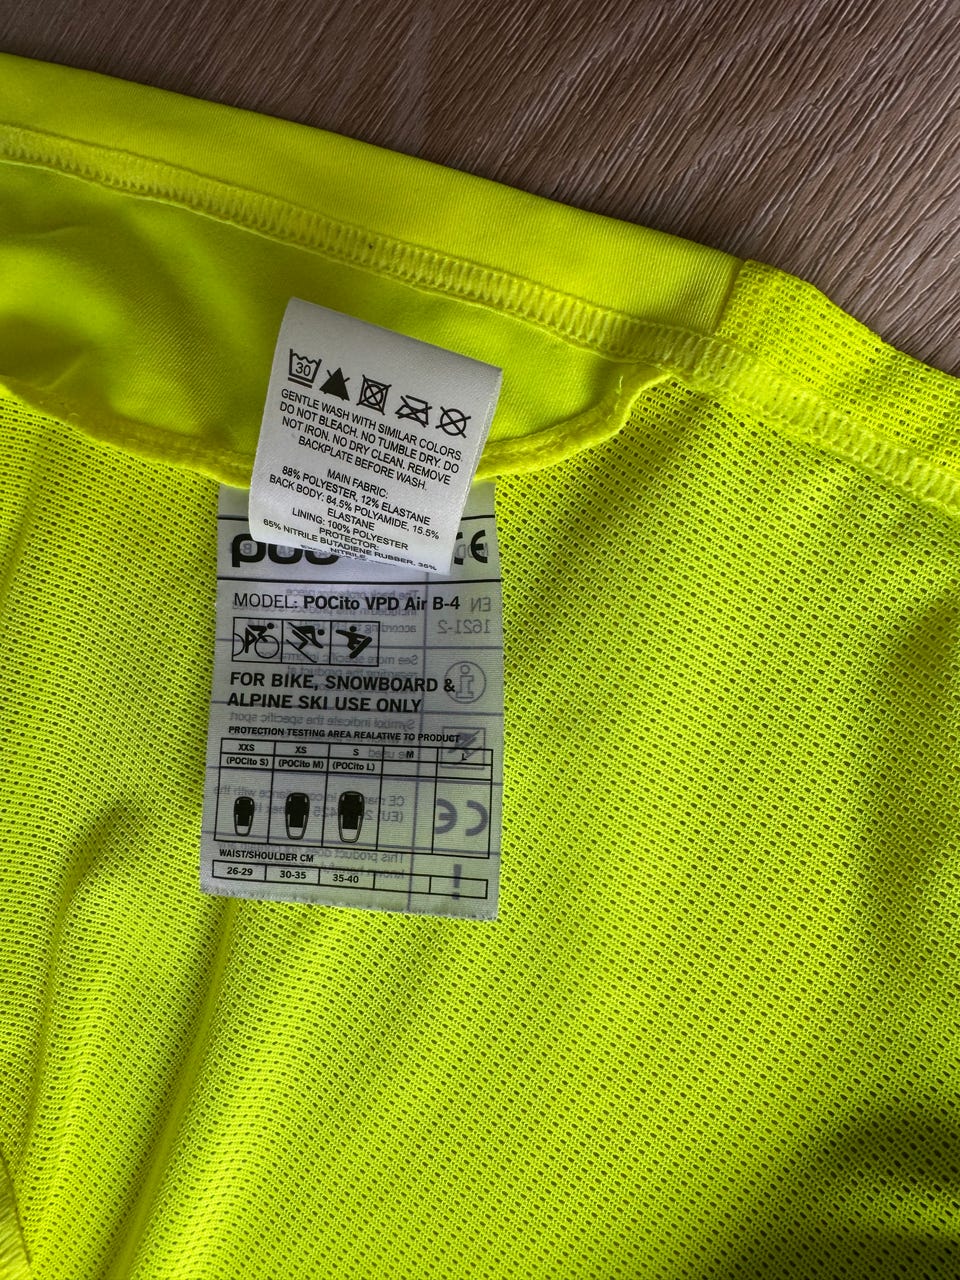 30
GENTLE WASH WITH SIMILAR COLORS
DO NOT BLEACH. NO TUMBLE DRY. DO
NOT IRON. NO DRY CLEAN. REMOVE
BACKPLATE BEFORE WASH.
MAIN FABRIC:
88% POLYESTER, 12% ELASTANE
BACK BODY: 84.5% POLYAMIDE, 15.5%
ELASTANE
LINING: 100% POLYESTER
PROTECTOR:
65% NITRILE BUTADIENE RUBBER, 36%
NITRILE
MODEL: POCito VPD Air B-4
EN
1621-2
FOR BIKE, SNOWBOARD &
ALPINE SKI USE ONLY
PROTECTION TESTING AREA REALATIVE TO PRODUCT
XXS XS S M L
(POCito S) (POCito M) (POCito L)
CE
WAIST/SHOULDER CM
26-29 30-35 35-40